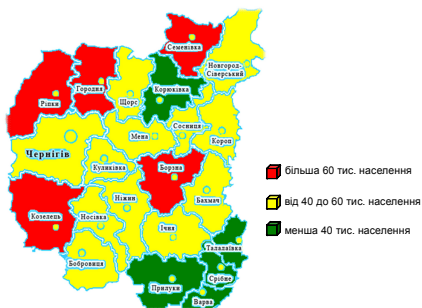 Семенівка
Новгород-
Сіверський
Городня
Ріпки
Щорс
Корюківка
Сосниця
Мена
Короп
Чернігів
Куликівка
Борзна
Ніжин
Бахмач
Козелець
Носівка
Ічня
Талалаївка
Бобровиця
Прилуки
Срібне
Варва
більша 60 тис. населення
від 40 до 60 тис. населення
менша 40 тис. населення